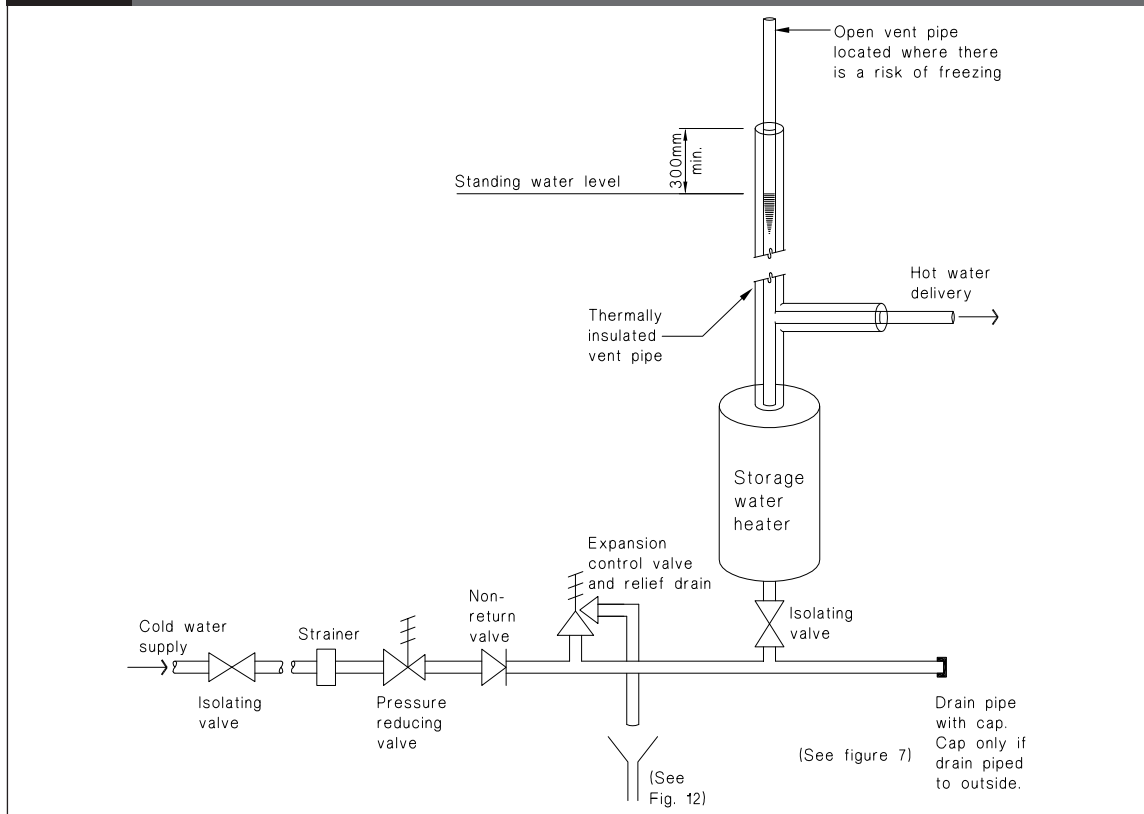 Open vent pipe
located where there
is a risk of freezing
300mm
min.
Standing water level
Hot water
delivery
Thermally
insulated
vent pipe
Storage
water
heater
Expansion
control valve
and relief drain
Non-
return
valve
Isolating
valve
Cold water
supply
Strainer
Isolating
valve
Pressure
reducing
valve
Drain pipe
with cap.
Cap only if
drain piped
to outside.
(See figure 7)
(See
Fig. 12)